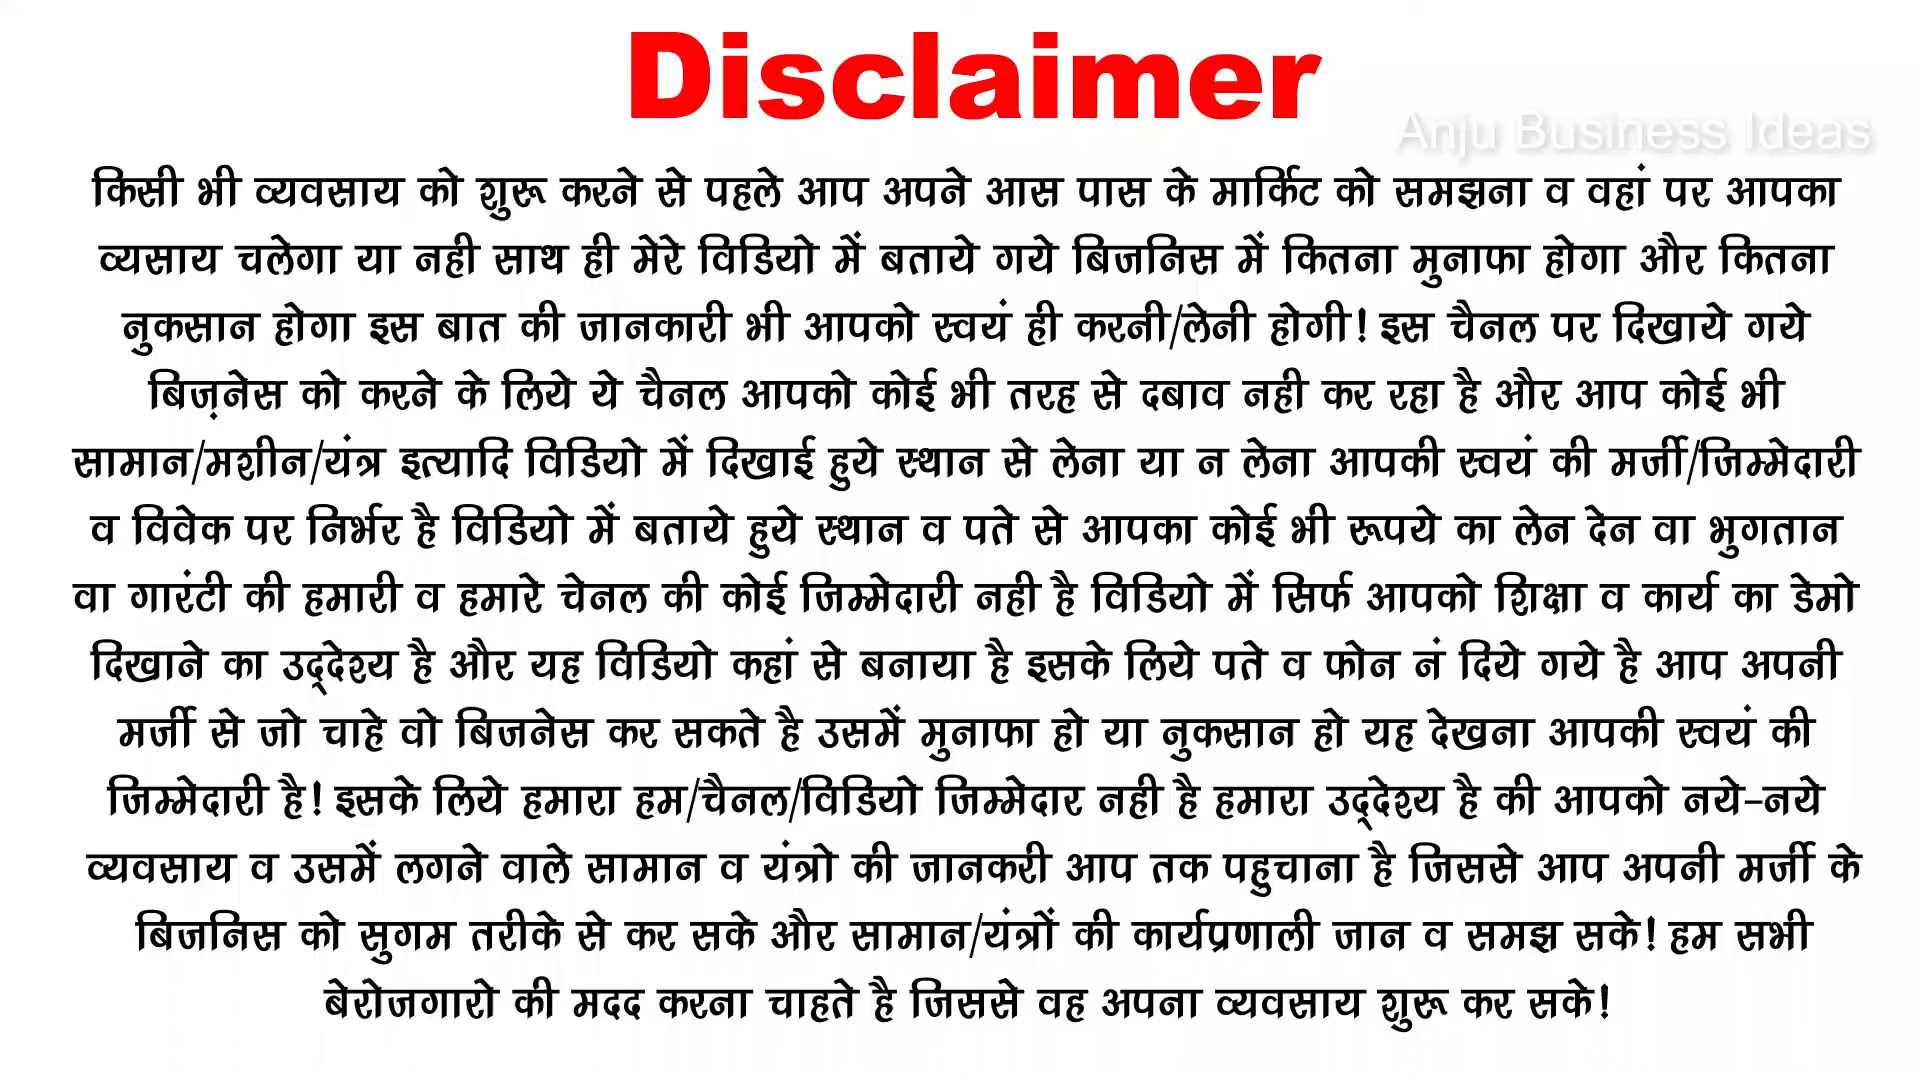 Disclaimer
Anju Business Ideas
किसी भी व्यवसाय को शुरू करने से पहले आप अपने आस पास के मार्किट को समझना व वहां पर आपका
व्यसाय चलेगा या नही साथ ही मेरे विडियो में बताये गये बिजनिस में कितना मुनाफा होगा और कितना
नुकसान होगा इस बात की जानकारी भी आपको स्वयं ही करनी/लेनी होगी! इस चैनल पर दिखाये गये
बिज़नेस को करने के लिये ये चैनल आपको कोई भी तरह से दबाव नही कर रहा है और आप कोई भी
सामान/मशीन/यंत्र इत्यादि विडियो में दिखाई हुये स्थान से लेना या न लेना आपकी स्वयं की मर्जी/जिम्मेदारी
व विवेक पर निर्भर है विडियो में बताये हुये स्थान व पते से आपका कोई भी रूपये का लेन देन वा भुगतान
वा गारंटी की हमारी व हमारे चेनल की कोई जिम्मेदारी नही है विडियो में सिर्फ आपको शिक्षा व कार्य का डेमो
दिखाने का उद्देश्य है और यह विडियो कहां से बनाया है इसके लिये पते व फोन नं दिये गये है आप अपनी
मर्जी से जो चाहे वो बिजनेस कर सकते है उसमें मुनाफा हो या नुकसान हो यह देखना आपकी स्वयं की
जिम्मेदारी है! इसके लिये हमारा हम/चैनल/विडियो जिम्मेदार नही है हमारा उद्देश्य है की आपको नये-नये
व्यवसाय व उसमें लगने वाले सामान व यंत्रो की जानकरी आप तक पहुचाना है जिससे आप अपनी मर्जी के
बिजनिस को सुगम तरीके से कर सके और सामान/यंत्रों की कार्यप्रणाली जान व समझ सके! हम सभी
बेरोजगारो की मदद करना चाहते है जिससे वह अपना व्यवसाय शुरू कर सके!